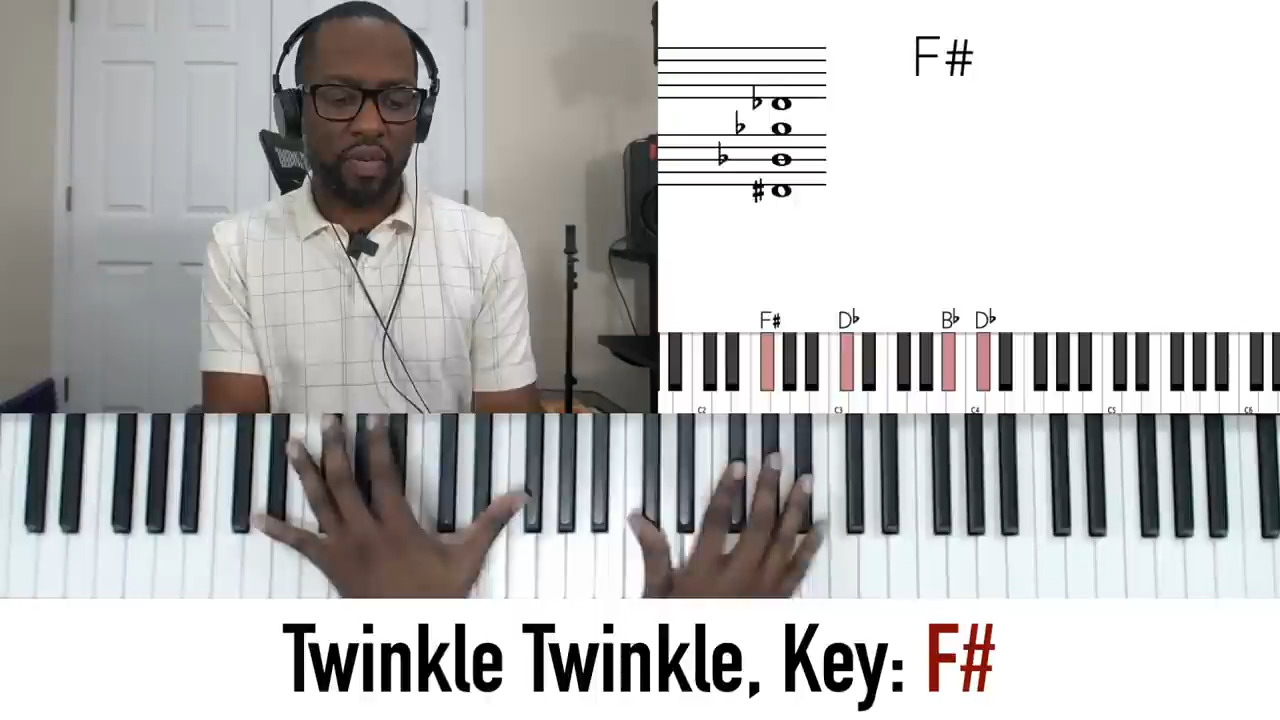 F#
F# D♭ B♭ D♭
C2 C3 C4 C5 C6
Twinkle Twinkle, Key: F#